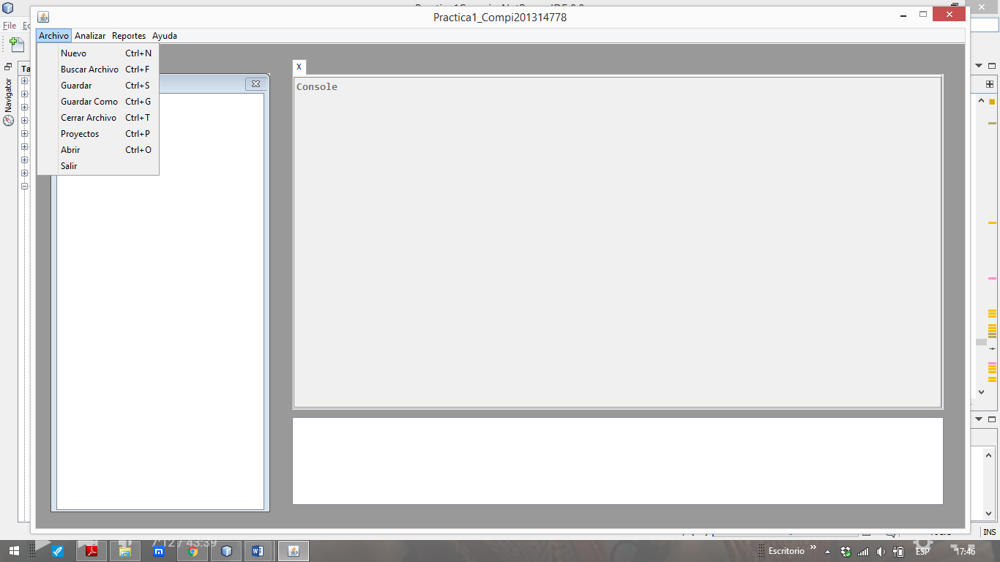 Practica1_Compi201314778
File
Archivo Analizar Reportes Ayuda
Nuevo Ctrl+N
Buscar Archivo Ctrl+F
Guardar Ctrl+S
Guardar Como Ctrl+G
Cerrar Archivo Ctrl+T
Proyectos Ctrl+P
Abrir Ctrl+O
Salir
X
Console
Navigator
Ta
INS
7:12 / 43:39
Escritorio
ESP
17:46